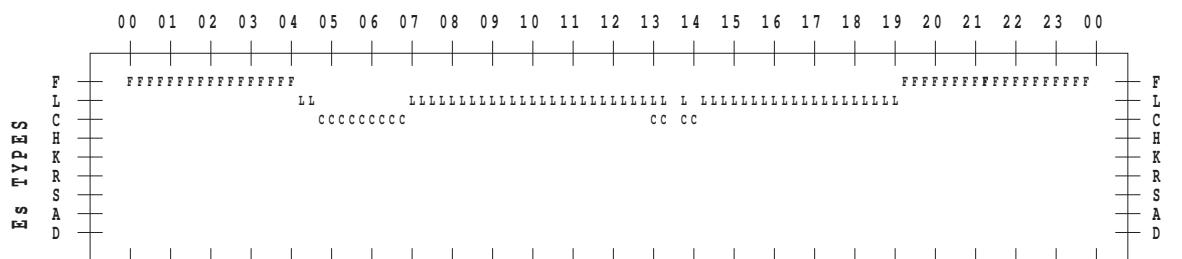 00 01 02 03 04 05 06 07 08 09 10 11 12 13 14 15 16 17 18 19 20 21 22 23 00
F FFFFFFFFFFFFFFFFF FFFFFFFFFFFFFFFFFFF F
L LL LLLLLLLLLLLLLLLLLLLLLLLLLL L LLLLLLLLLLLLLLLLLLLL L
C CCCCCCCCC CC CC C
H H
K K
R R
S S
A A
D D
Es TYPES